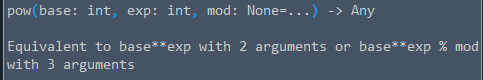 pow(base: int, exp: int, mod: None=...) -> Any
Equivalent to base**exp with 2 arguments or base**exp % mod
with 3 arguments